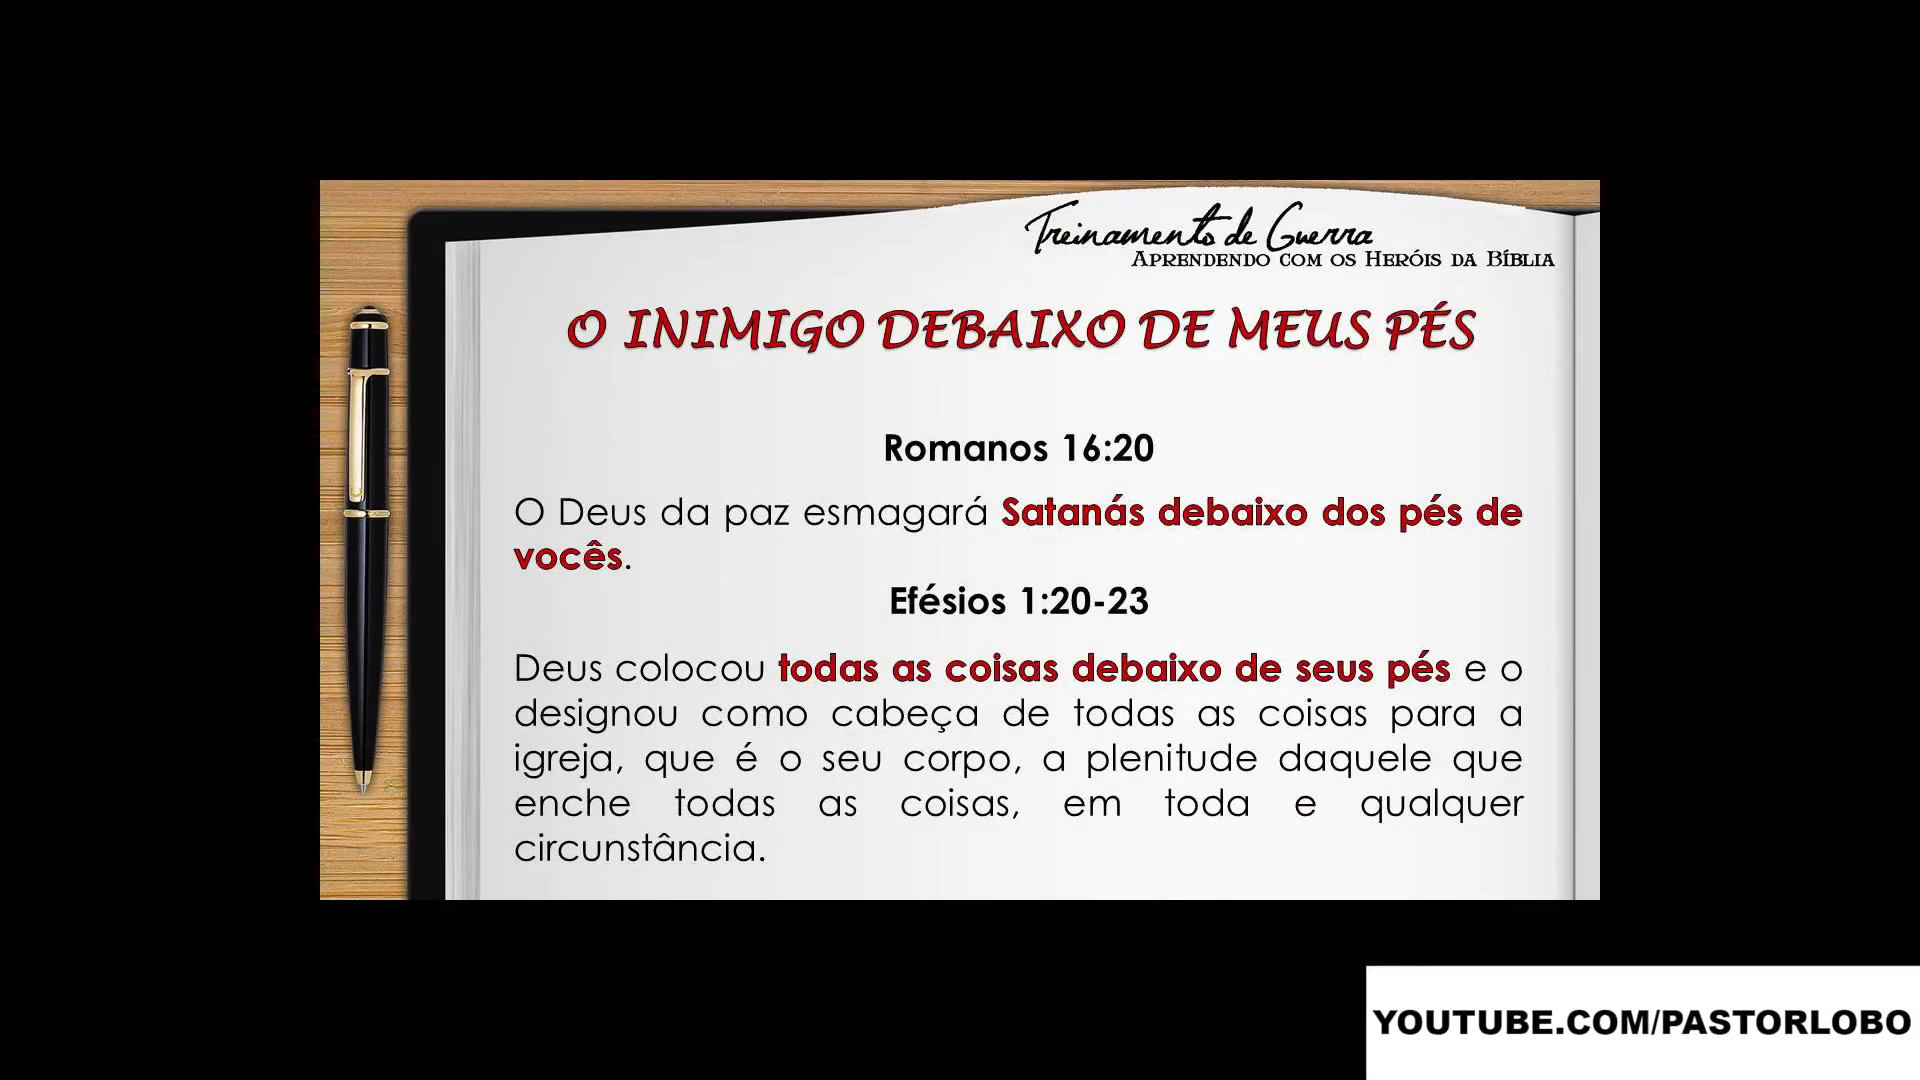 Treinamento de Guerra
Aprendendo com os Heróis da Bíblia
O INIMIGO DEBAIXO DE MEUS PÉS
Romanos 16:20
O Deus da paz esmagará Satanás debaixo dos pés de
vocês.
Efésios 1:20-23
Deus colocou todas as coisas debaixo de seus pés e o
designou como cabeça de todas as coisas para a
igreja, que é o seu corpo, a plenitude daquele que
enche todas as coisas, em toda e qualquer
circunstância.
YOUTUBE.COM/PASTORLOBO